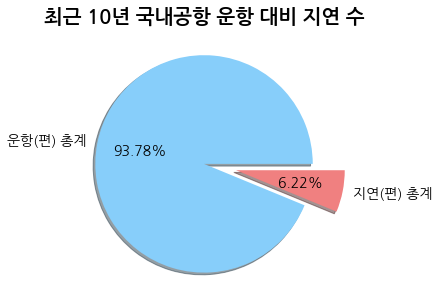 최근 10년 국내공항 운항 대비 지연 수
운항(편) 총계
93.78%
6.22%
지연(편) 총계